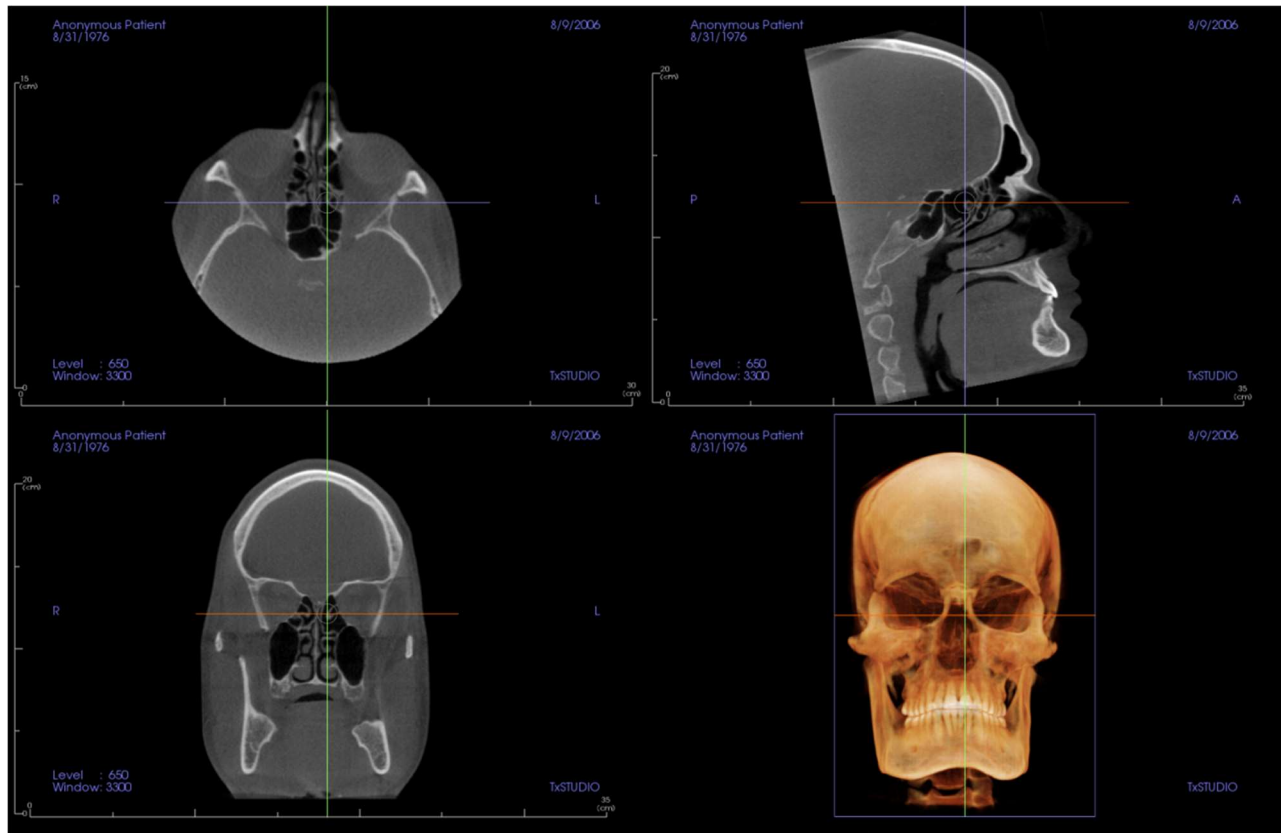 Anonymous Patient 8/9/2006
8/31/1976
15
(cm)
R L
Level : 650
Window: 3300 TxSTUDIO
0
0 30
(cm)
Anonymous Patient 8/9/2006
8/31/1976
20
(cm)
P A
Level : 650
Window: 3300 TxSTUDIO
0
35
(cm)
Anonymous Patient 8/9/2006
8/31/1976
20
(cm)
R L
Level : 650
Window: 3300 TxSTUDIO
0
35
(cm)
Anonymous Patient 8/9/2006
8/31/1976
TxSTUDIO